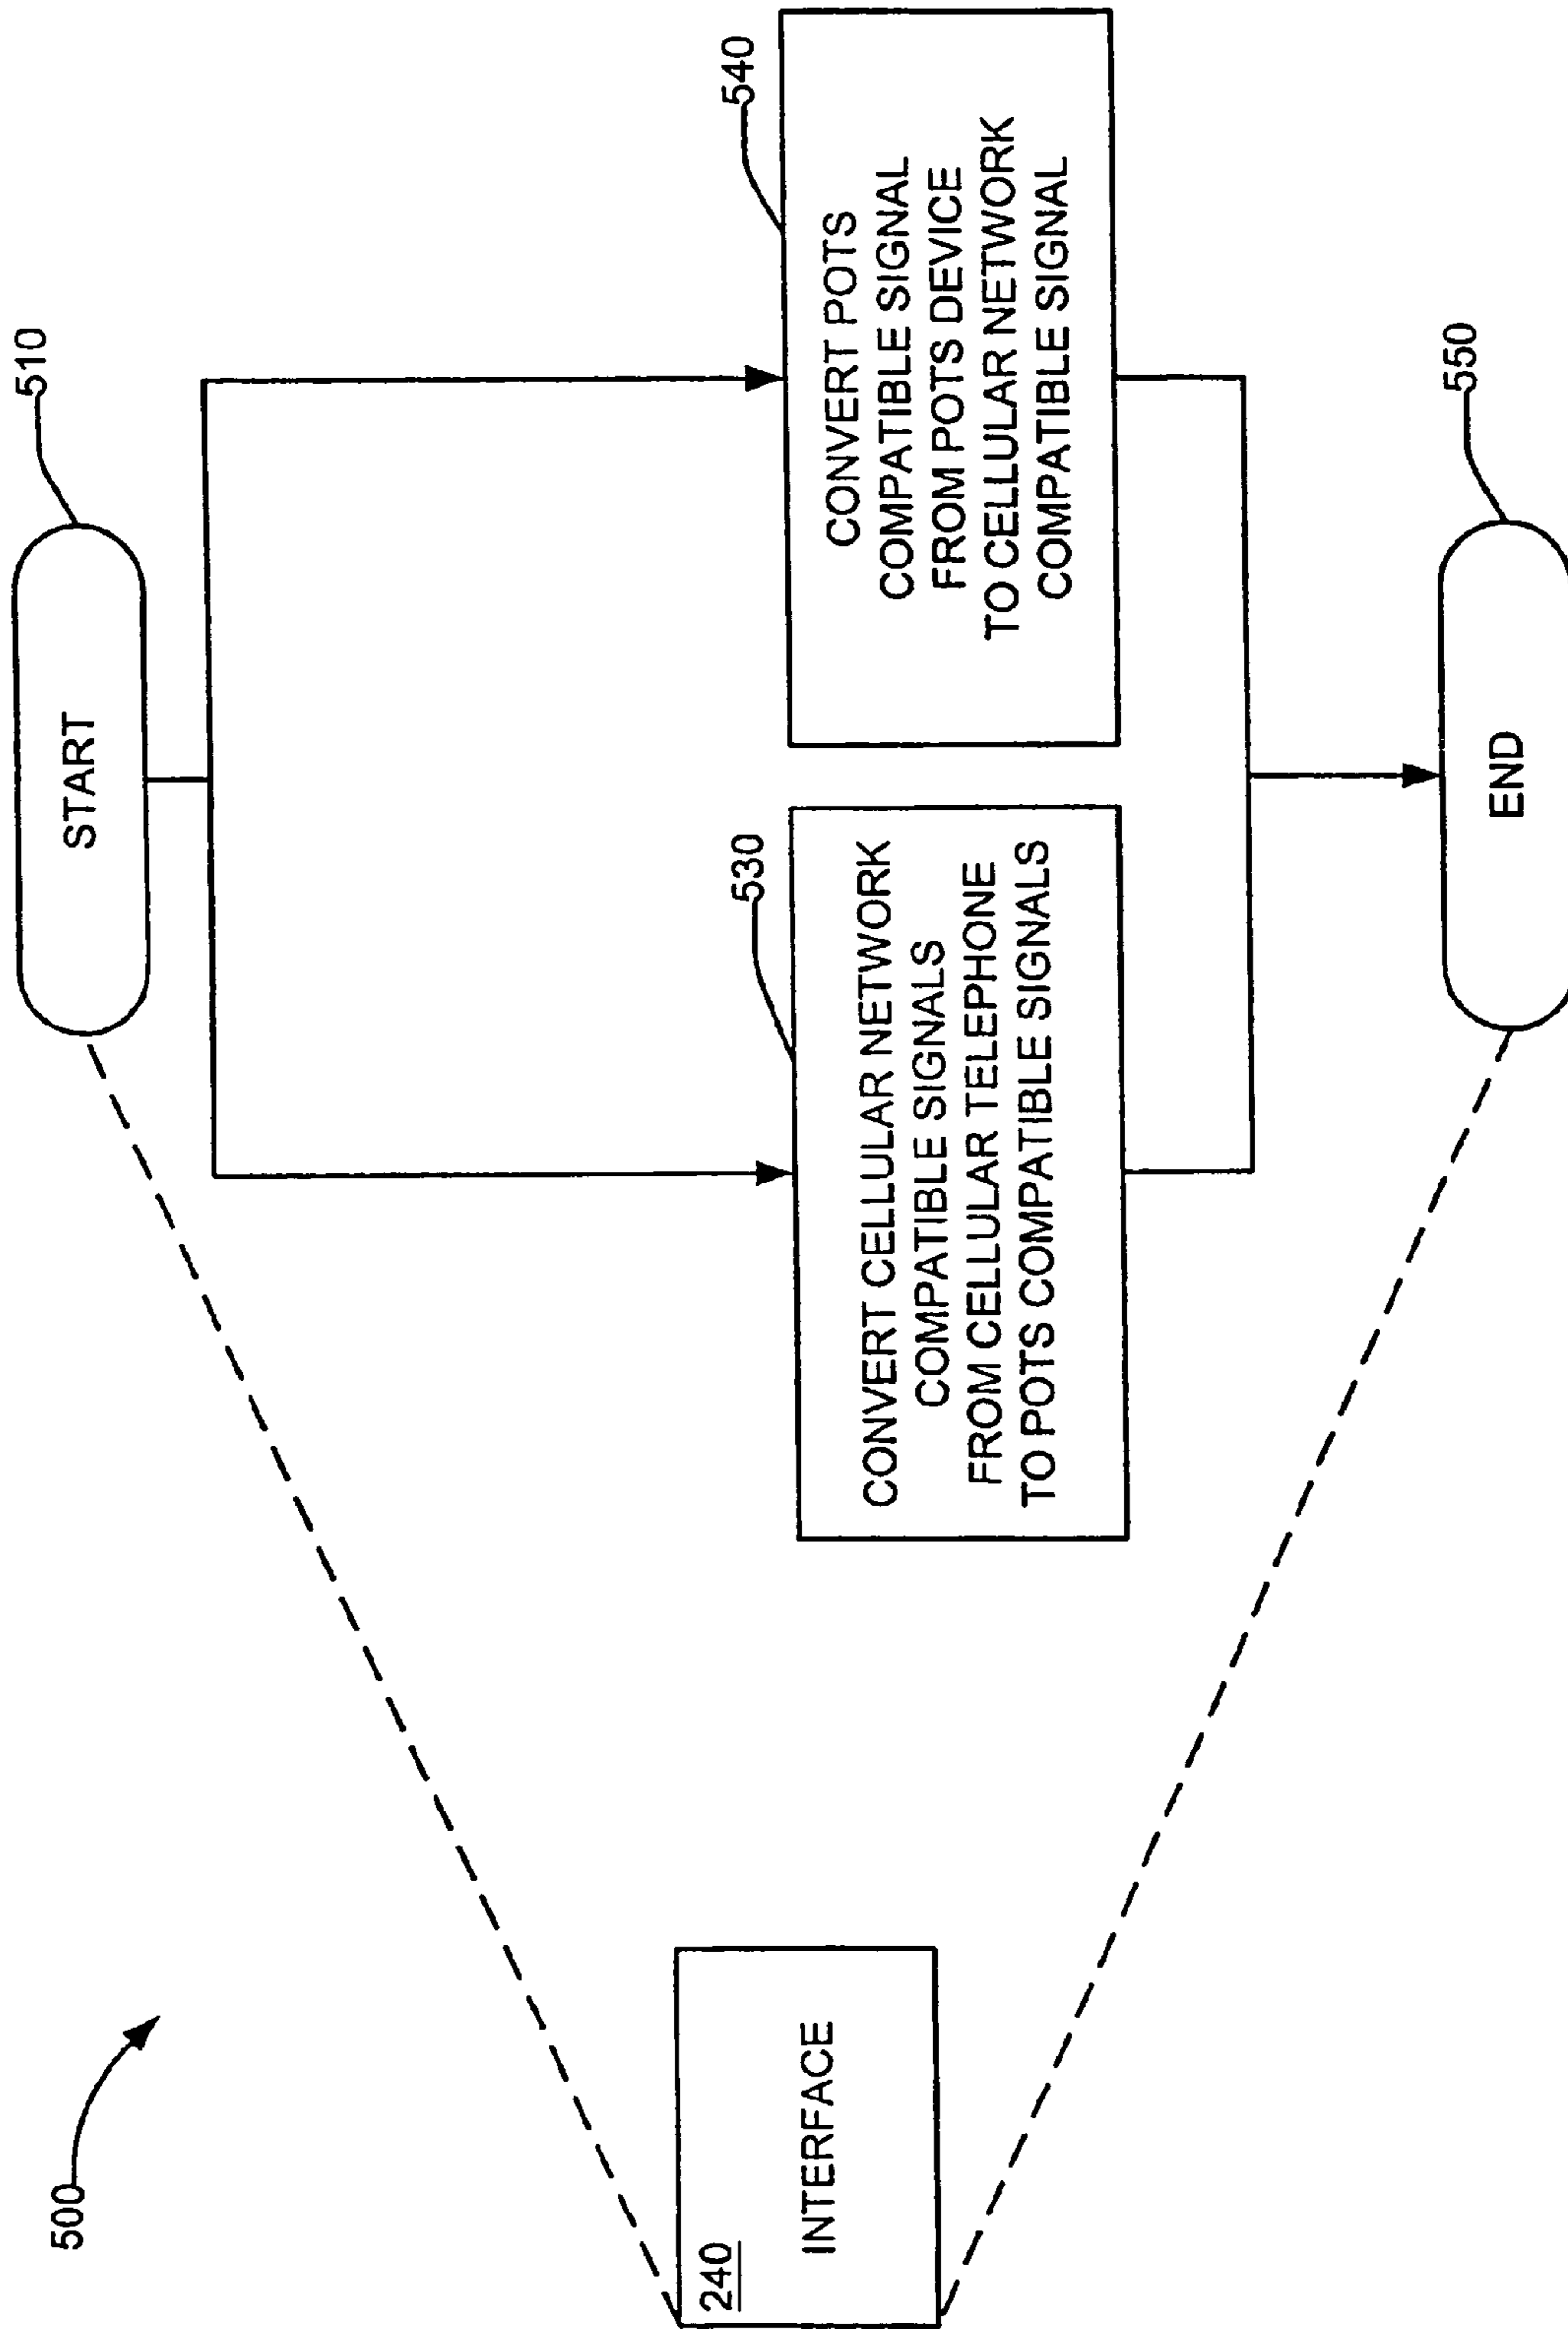 500
510
START
530
CONVERT CELLULAR NETWORK
COMPATIBLE SIGNALS
FROM CELLULAR TELEPHONE
TO POTS COMPATIBLE SIGNALS
540
CONVERT POTS
COMPATIBLE SIGNAL
FROM POTS DEVICE
TO CELLULAR NETWORK
COMPATIBLE SIGNAL
240
INTERFACE
550
END